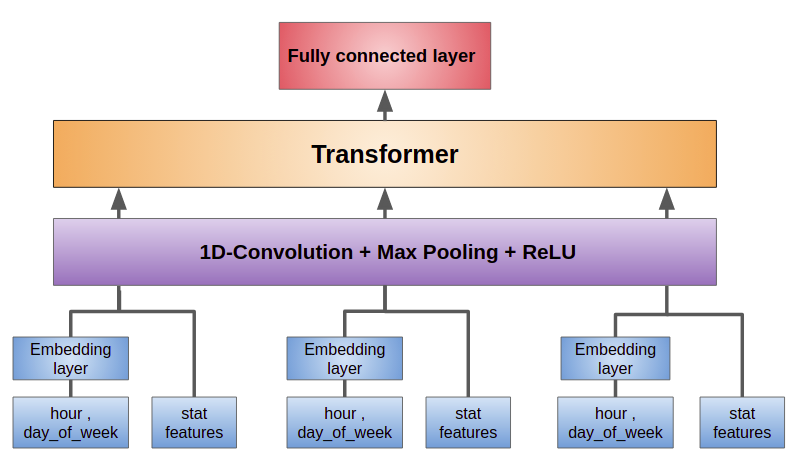 Fully connected layer
Transformer
1D-Convolution + Max Pooling + ReLU
Embedding
layer
hour ,
day_of_week
stat
features
Embedding
layer
hour ,
day_of_week
stat
features
Embedding
layer
hour ,
day_of_week
stat
features